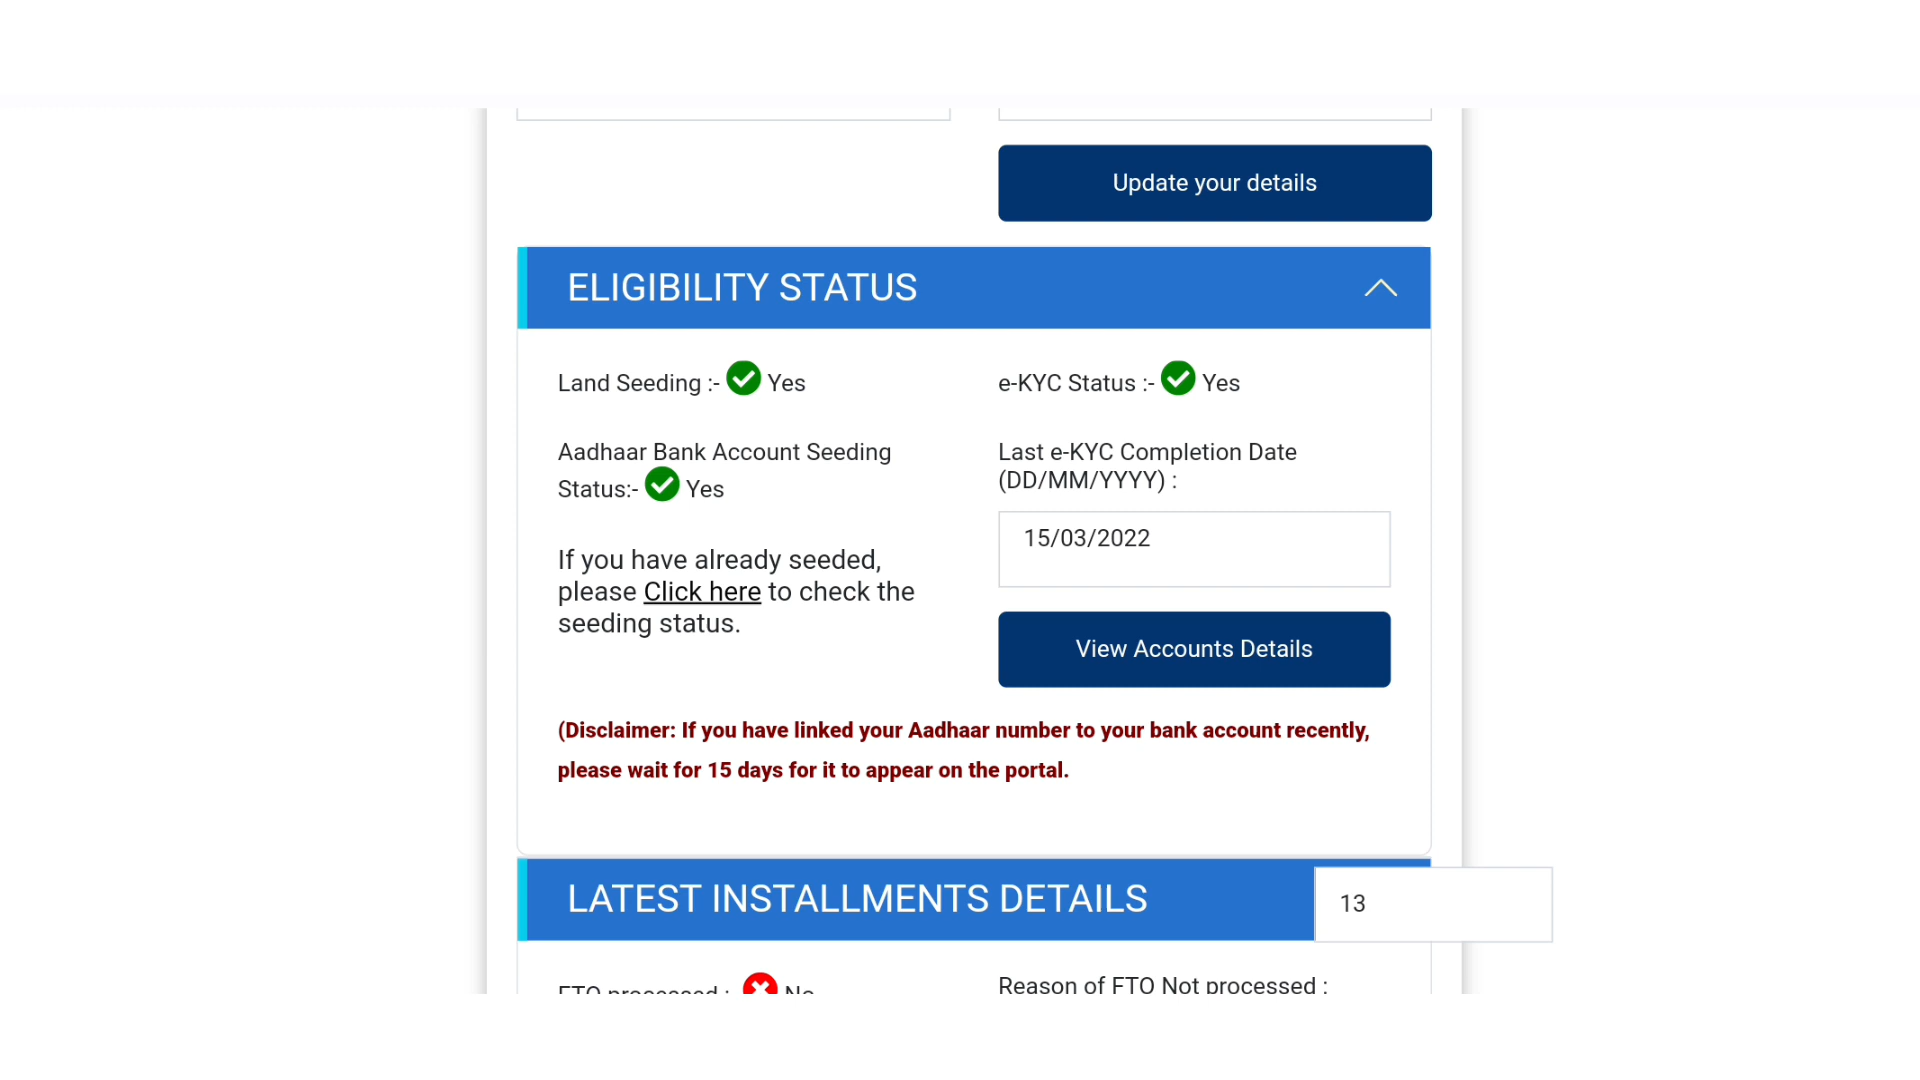 Update your details
ELIGIBILITY STATUS
Land Seeding :- Yes
e-KYC Status :- Yes
Aadhaar Bank Account Seeding
Status:- Yes
Last e-KYC Completion Date
(DD/MM/YYYY) :
15/03/2022
If you have already seeded,
please Click here to check the
seeding status.
View Accounts Details
(Disclaimer: If you have linked your Aadhaar number to your bank account recently,
please wait for 15 days for it to appear on the portal.
LATEST INSTALLMENTS DETAILS
13
FTO processed : No
Reason of FTO Not processed :